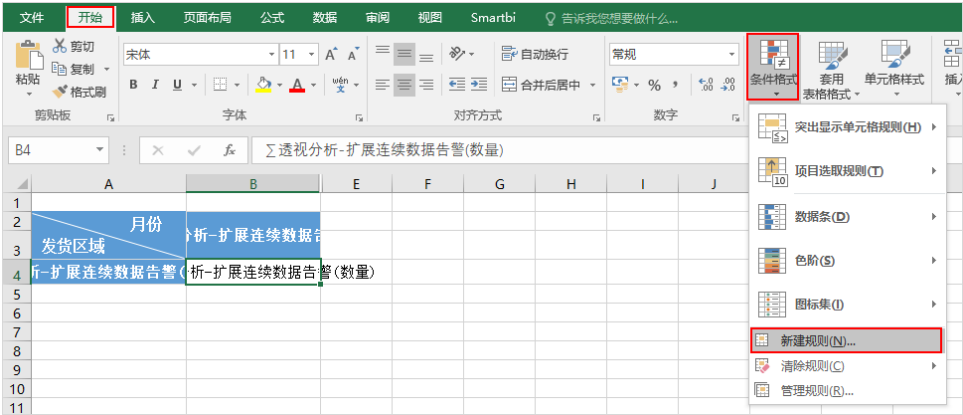 文件 开始 插入 页面布局 公式 数据 审阅 视图 Smartbi 告诉我您想要做什么...
粘贴
剪切
复制
格式刷
剪贴板
宋体 11
B I U
wén
文
字体
自动换行
合并后居中
对齐方式
常规
%
数字
条件格式
套用
表格格式
单元格样式
插
B4 fx ∑透视分析-扩展连续数据告警(数量)
A B E F G H I J
1
2 月份
3 发货区域 分析-扩展连续数据告
4 析-扩展连续数据告警( 析-扩展连续数据告警(数量)
5
6
7
8
9
10
11
突出显示单元格规则(H)
项目选取规则(T)
数据条(D)
色阶(S)
图标集(I)
新建规则(N)...
清除规则(C)
管理规则(R)...